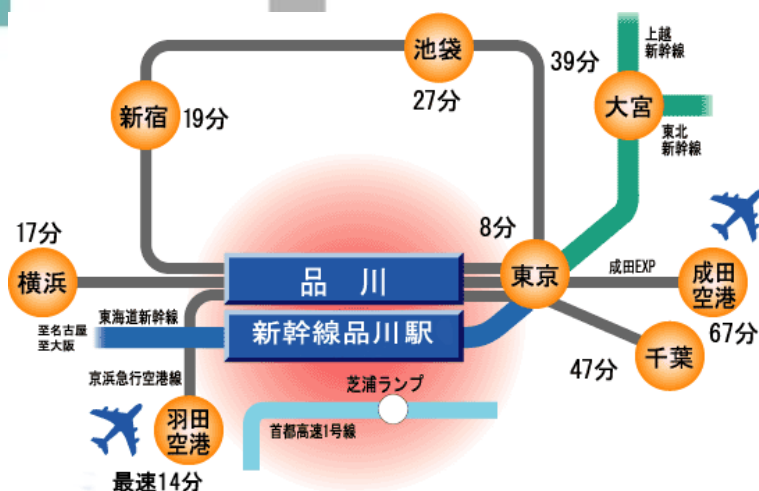 上越
新幹線
池袋
39分
27分
大宮
新宿
19分
東北
新幹線
17分
8分
横浜
品川
東京
成田EXP
成田
空港
67分
東海道新幹線
至名古屋
至大阪
新幹線品川駅
千葉
47分
京浜急行空港線
芝浦ランプ
首都高速1号線
羽田
空港
最速14分